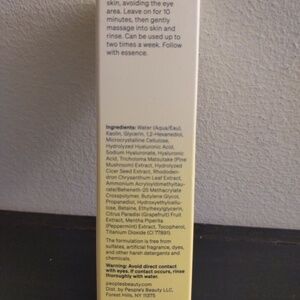 skin, avoiding the eye
area. Leave on for 10
minutes, then gently
massage into skin and
rinse. Can be used up to
two times a week. Follow
with essence.
Ingredients: Water (Aqua/Eau),
Kaolin, Glycerin, 1,2-Hexanediol,
Microcrystalline Cellulose,
Hydrolyzed Hyaluronic Acid,
Sodium Hyaluronate, Hyaluronic
Acid, Tricholoma Matsutake (Pine
Mushroom) Extract, Hydrolyzed
Cicer Seed Extract, Rhododen-
dron Chrysanthum Leaf Extract,
Ammonium Acryloyldimethyltau-
rate/Beheneth-25 Methacrylate
Crosspolymer, Butylene Glycol,
Propanediol, Hydroxyethylcellu-
lose, Betaine, Ethylhexylglycerin,
Citrus Paradisi (Grapefruit) Fruit
Extract, Mentha Piperita
(Peppermint) Extract, Tocopherol,
Titanium Dioxide (CI 77891).
The formulation is free from
sulfates, artificial fragrance, dyes,
and other harsh detergents and
chemicals.
Warning: Avoid direct contact
with eyes. If contact occurs, rinse
thoroughly with water.
peoplesbeauty.com
Dist. by People's Beauty LLC,
Forest Hills, NY 11375